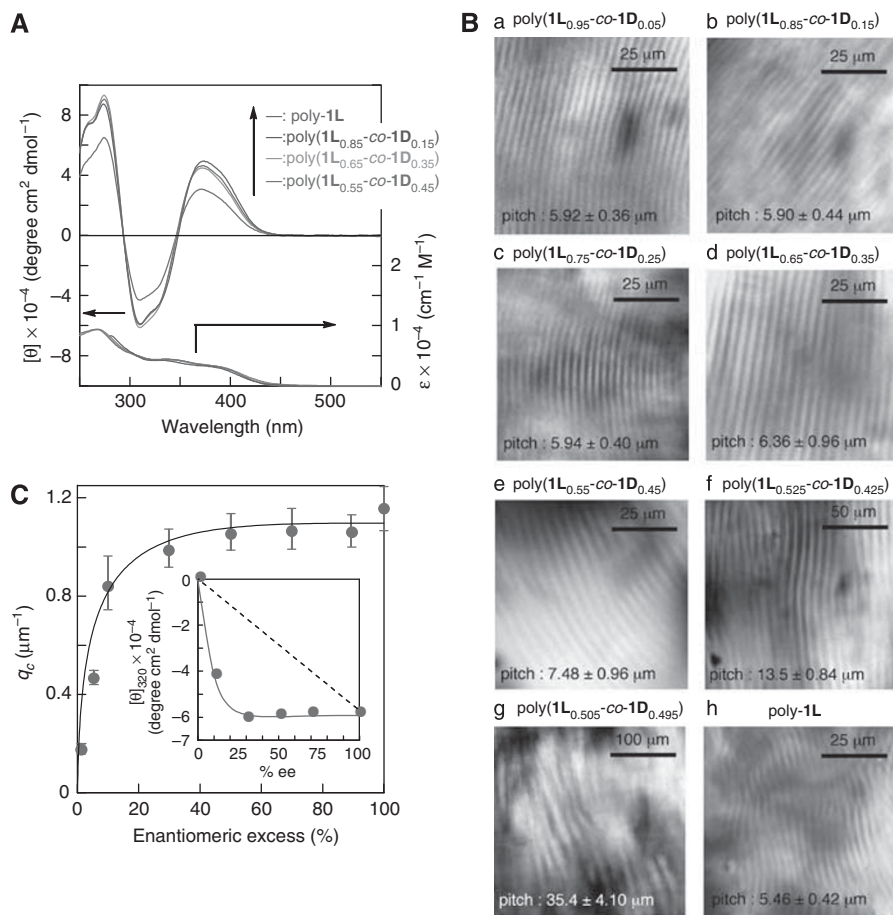 A
[θ] × 10⁻⁴ (degree cm² dmol⁻¹)
8
4
0
−4
−8
—: poly-1L
—:poly(1L0.85-co-1D0.15)
—:poly(1L0.65-co-1D0.35)
—:poly(1L0.55-co-1D0.45)
2
1
0
ε × 10⁻⁴ (cm⁻¹ M⁻¹)
300
400
500
Wavelength (nm)
B
a poly(1L0.95-co-1D0.05)
25 μm
pitch : 5.92 ± 0.36 μm
b poly(1L0.85-co-1D0.15)
25 μm
pitch : 5.90 ± 0.44 μm
c poly(1L0.75-co-1D0.25)
25 μm
pitch : 5.94 ± 0.40 μm
d poly(1L0.65-co-1D0.35)
25 μm
pitch : 6.36 ± 0.96 μm
e poly(1L0.55-co-1D0.45)
25 μm
pitch : 7.48 ± 0.96 μm
f poly(1L0.525-co-1D0.425)
50 μm
pitch : 13.5 ± 0.84 μm
g poly(1L0.505-co-1D0.495)
100 μm
pitch : 35.4 ± 4.10 μm
h poly-1L
25 μm
pitch : 5.46 ± 0.42 μm
C
qc (μm⁻¹)
1.2
0.8
0.4
0
0
20
40
60
80
100
Enantiomeric excess (%)
[θ]320 × 10⁻⁴
(degree cm² dmol⁻¹)
0
−2
−4
−6
−7
0
25
50
75
100
% ee